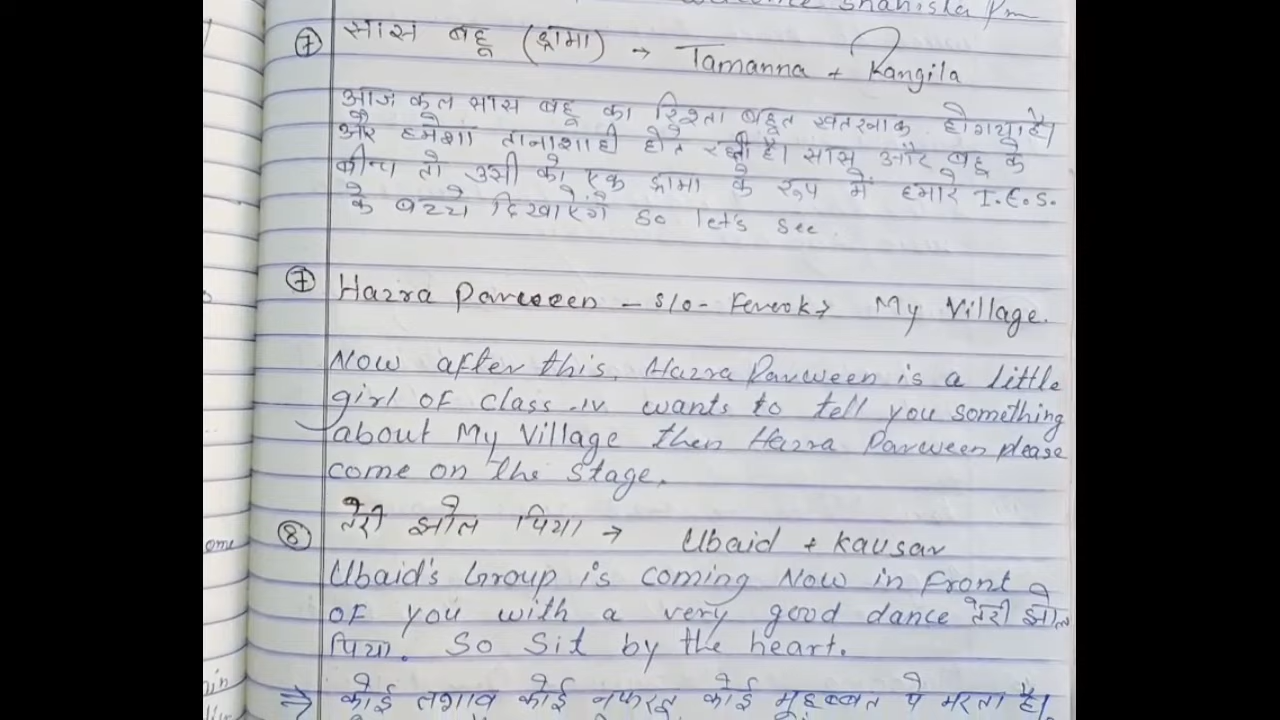 Shahista Pm
⑦ सास बहू (ड्रामा) → Tamanna + Rangila
आज कल सास बहू का रिश्ता बहुत खतरनाक होगया है।
और हमेशा तानाशाही होते रहती है। सास और बहू के
बीच तो उसी को एक ड्रामा के रूप में हमारे I.E.S.
के बच्चे दिखाएंगे so let's see.
⑦ Hazra Parween - S/o - → My Village.
Now after this, Hazra Parween is a little
girl of class IV wants to tell you something
about My Village then Hazra Parween please
come on the stage.
⑧ तेरी झोल पिया → Ubaid + Kausar
Ubaid's Group is coming Now in Front
OF you with a very good dance तेरी झोल
पिया. So Sit by the heart.
⇒ कोई लगाव कोई नफरत कोई मुहब्बत पे मरता है।
ome